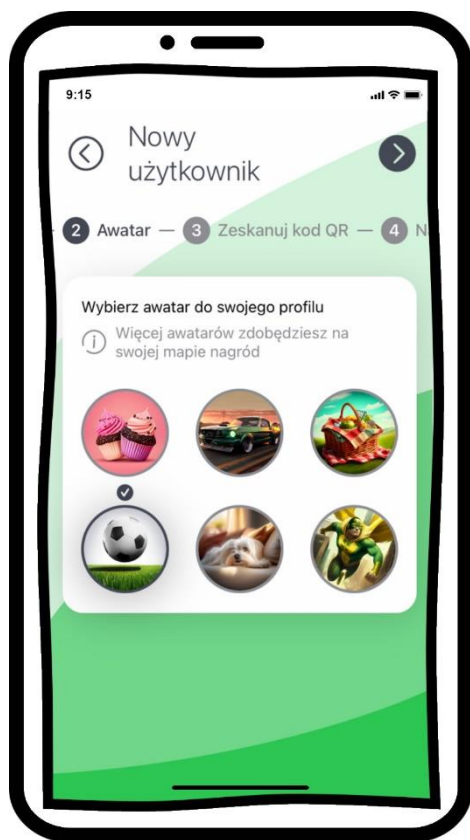 9:15
Nowy
użytkownik
2 Awatar — 3 Zeskanuj kod QR — 4 N
Wybierz awatar do swojego profilu
Więcej awatarów zdobędziesz na
swojej mapie nagród